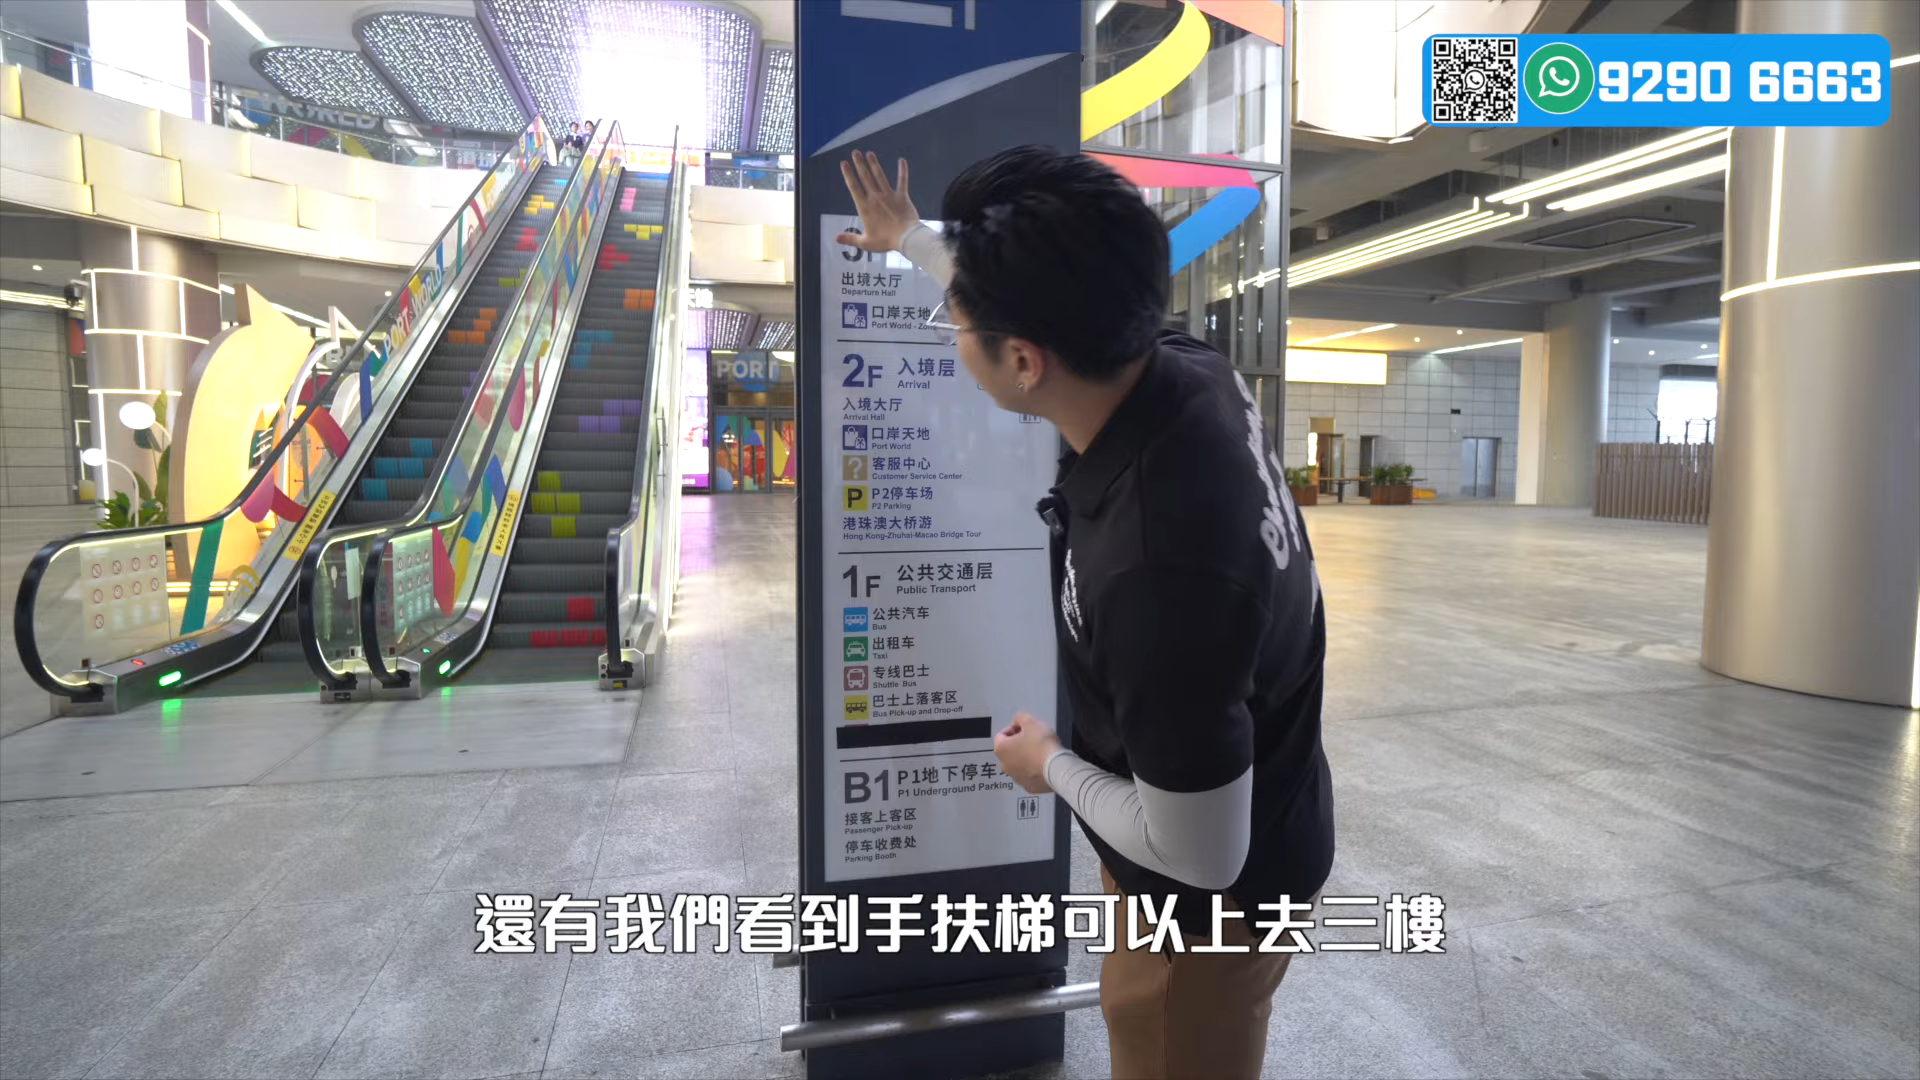 9290 6663
PORT WORLD
PORT
3F
出境大厅
Departure Hall
口岸天地
Port World - Zone
2F 入境层
Arrival
入境大厅
Arrival Hall
口岸天地
Port World
?
客服中心
Customer Service Center
P
P2停车场
P2 Parking
港珠澳大桥游
Hong Kong-Zhuhai-Macao Bridge Tour
1F 公共交通层
Public Transport
公共汽车
Bus
出租车
Taxi
专线巴士
Shuttle Bus
巴士上落客区
Bus Pick-up and Drop-off
B1 P1地下停车场
P1 Underground Parking
接客上客区
Passenger Pick-up
停车收费处
Parking Booth
還有我們看到手扶梯可以上去三樓